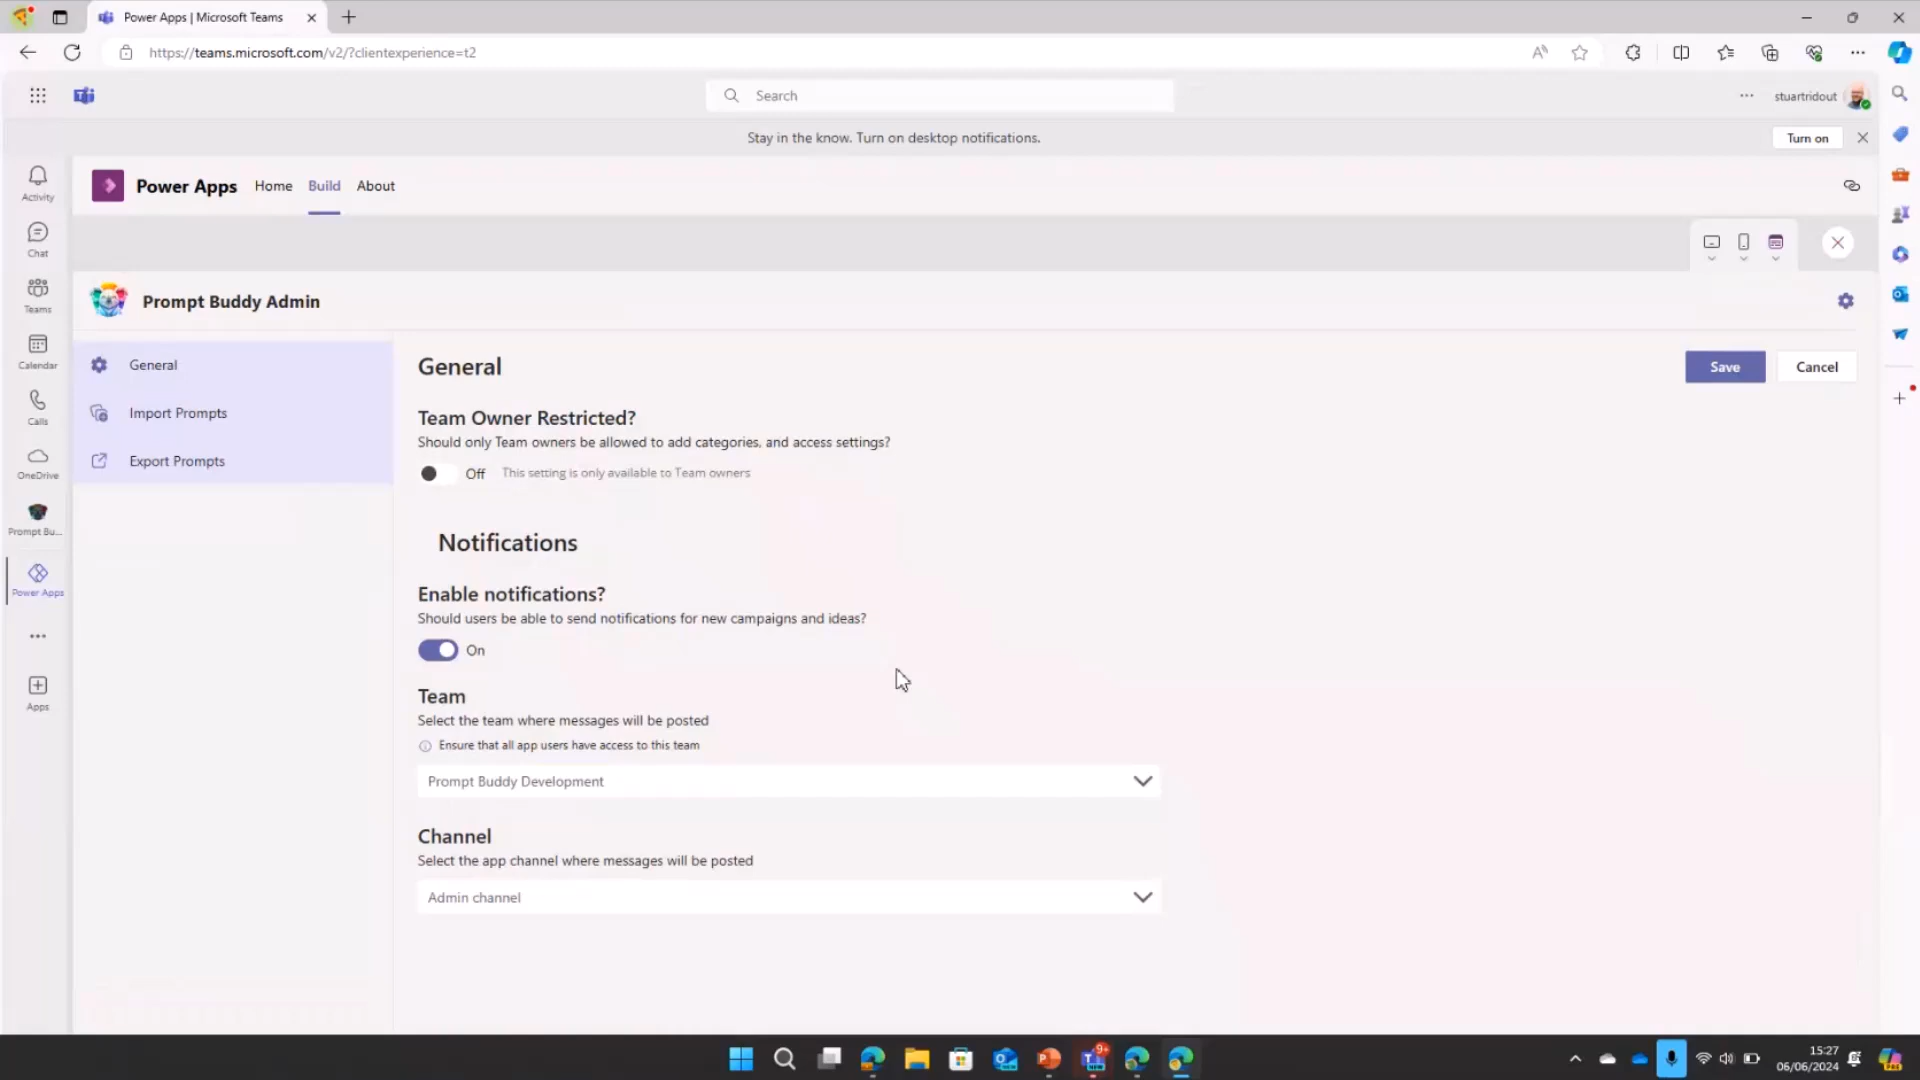 Power Apps | Microsoft Teams
https://teams.microsoft.com/v2/?clientexperience=t2
Search
stuartridout
Stay in the know. Turn on desktop notifications.
Turn on
Activity
Chat
Teams
Calendar
Calls
OneDrive
Prompt Bu...
Power Apps
Apps
Power Apps
Home
Build
About
Prompt Buddy Admin
General
Import Prompts
Export Prompts
General
Save
Cancel
Team Owner Restricted?
Should only Team owners be allowed to add categories, and access settings?
Off
This setting is only available to Team owners
Notifications
Enable notifications?
Should users be able to send notifications for new campaigns and ideas?
On
Team
Select the team where messages will be posted
Ensure that all app users have access to this team
Prompt Buddy Development
Channel
Select the app channel where messages will be posted
Admin channel
9+
15:27
06/06/2024